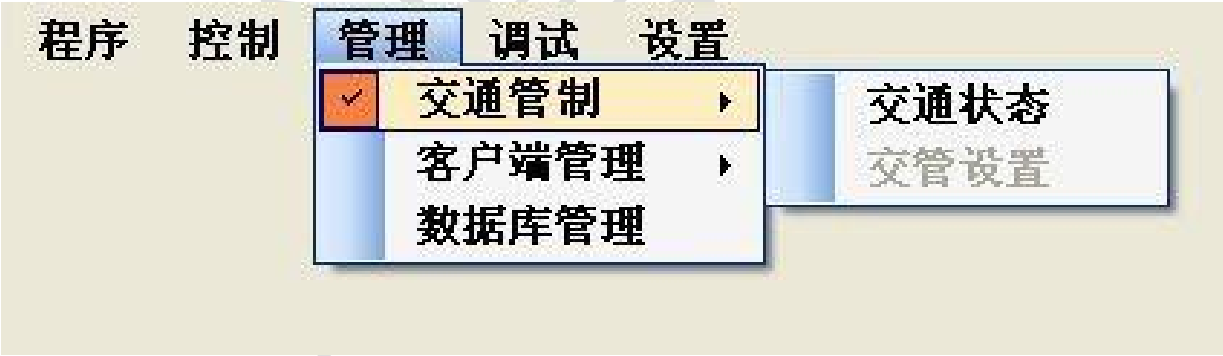 程序 控制 管理 调试 设置
交通管制 交通状态
客户端管理 交管设置
数据库管理